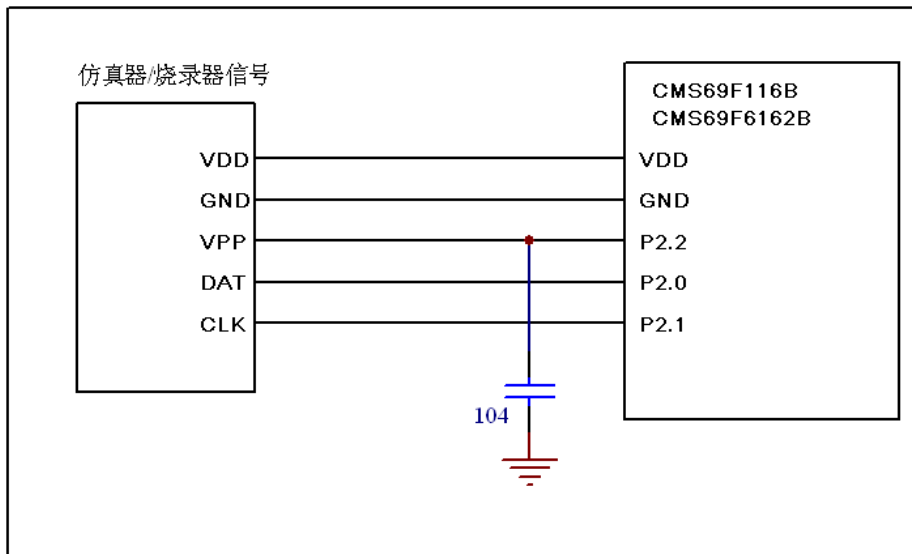 仿真器/烧录器信号
CMS69F116B
CMS69F6162B
VDD
VDD
GND
GND
VPP
P2.2
DAT
P2.0
CLK
P2.1
104